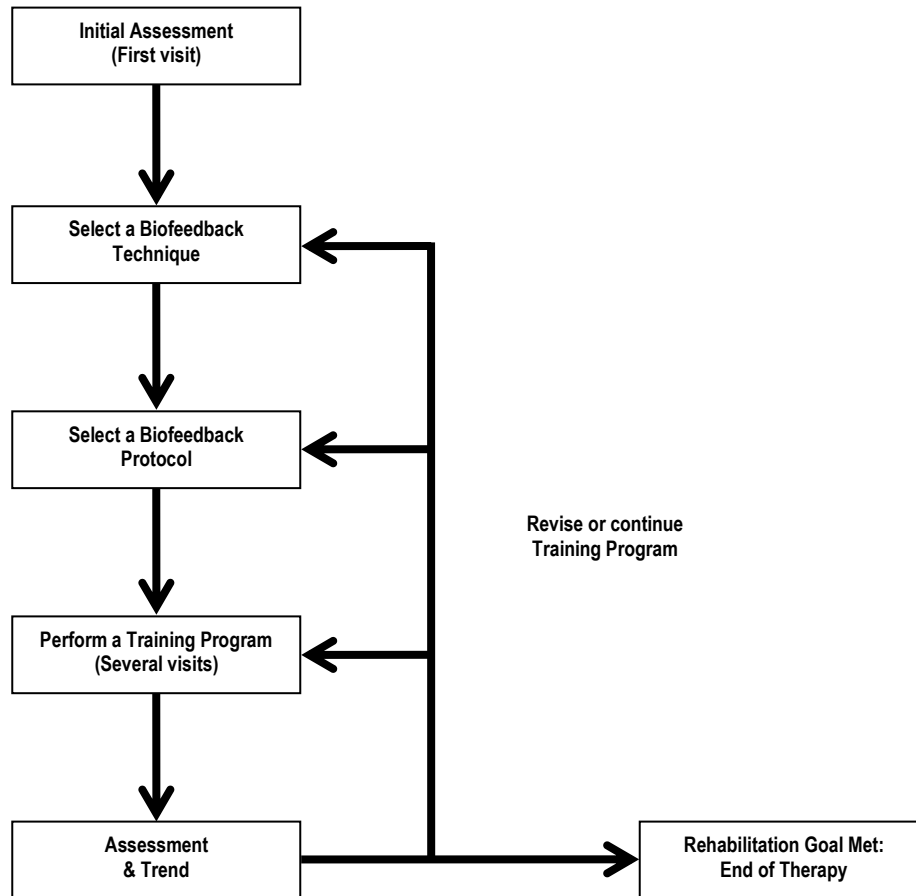 Initial Assessment
(First visit)
Select a Biofeedback
Technique
Select a Biofeedback
Protocol
Revise or continue
Training Program
Perform a Training Program
(Several visits)
Assessment
& Trend
Rehabilitation Goal Met:
End of Therapy